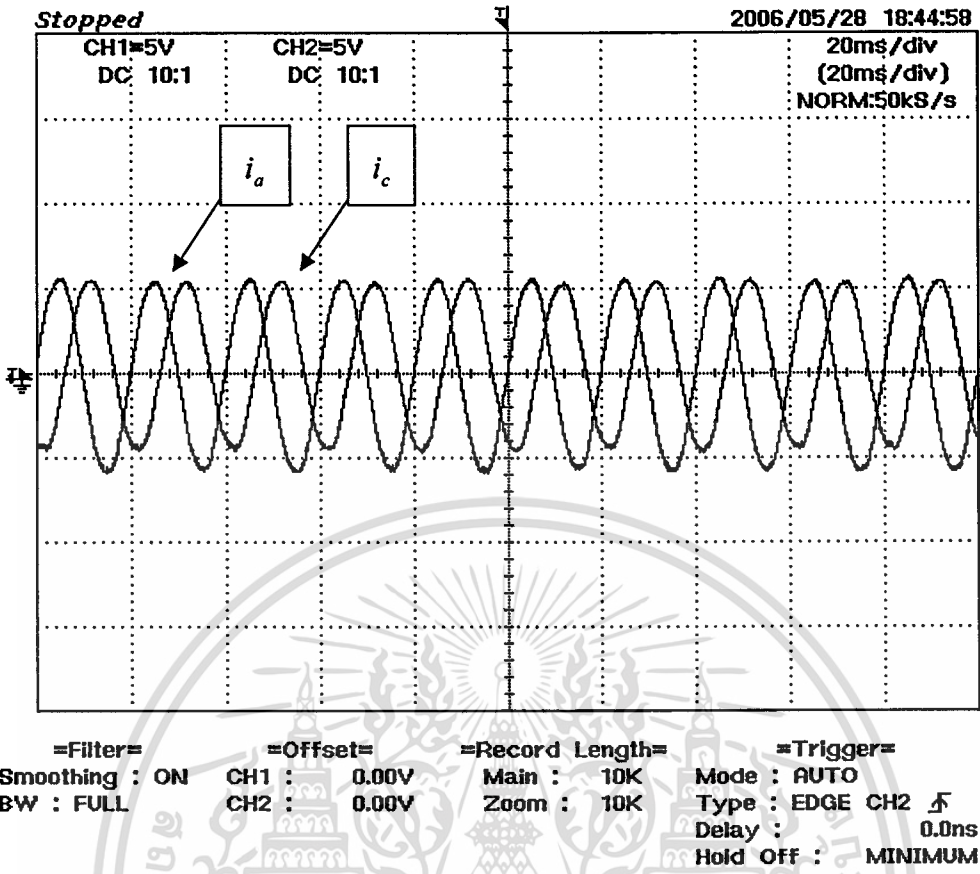 Stopped 2006/05/28 18:44:58
CH1=5V CH2=5V 20ms/div
DC 10:1 DC 10:1 (20ms/div)
NORM:50kS/s
i_a i_c
=Filter= =Offset= =Record Length= =Trigger=
Smoothing : ON CH1 : 0.00V Main : 10K Mode : AUTO
BW : FULL CH2 : 0.00V Zoom : 10K Type : EDGE CH2
Delay : 0.0ns
Hold Off : MINIMUM